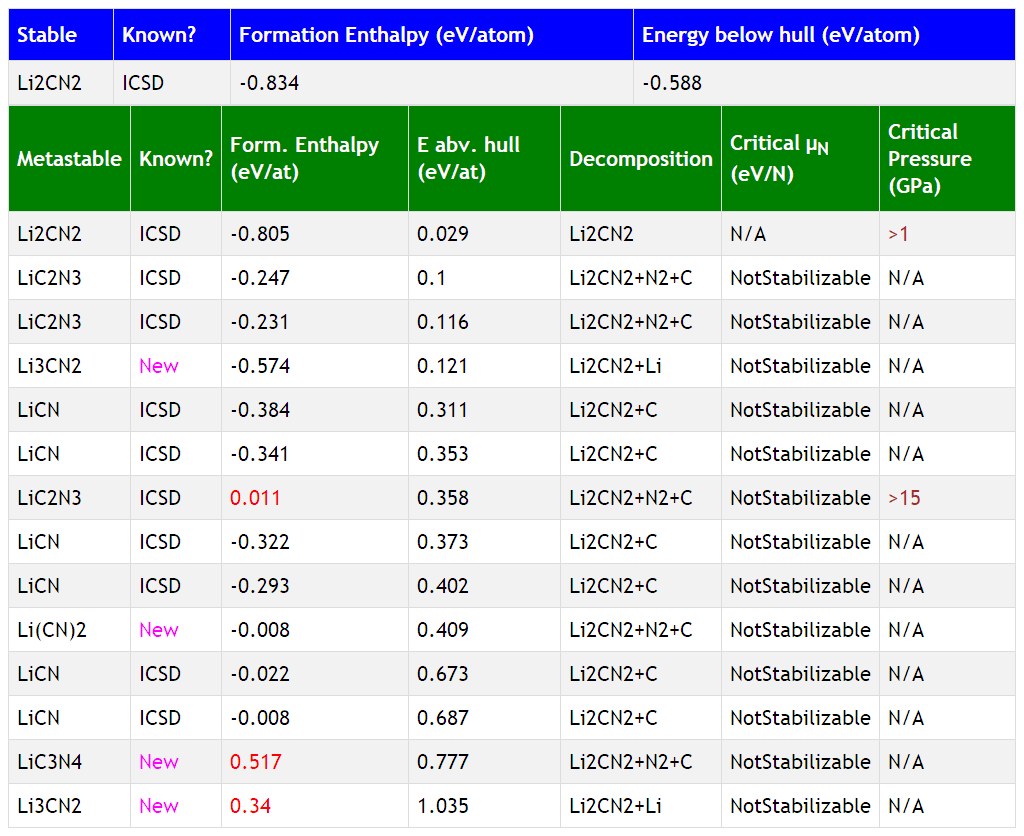 Stable Known? Formation Enthalpy (eV/atom) Energy below hull (eV/atom)
Li2CN2 ICSD -0.834 -0.588
Metastable Known? Form. Enthalpy (eV/at) E abv. hull (eV/at) Decomposition Critical μN (eV/N) Critical Pressure (GPa)
Li2CN2 ICSD -0.805 0.029 Li2CN2 N/A >1
LiC2N3 ICSD -0.247 0.1 Li2CN2+N2+C NotStabilizable N/A
LiC2N3 ICSD -0.231 0.116 Li2CN2+N2+C NotStabilizable N/A
Li3CN2 New -0.574 0.121 Li2CN2+Li NotStabilizable N/A
LiCN ICSD -0.384 0.311 Li2CN2+C NotStabilizable N/A
LiCN ICSD -0.341 0.353 Li2CN2+C NotStabilizable N/A
LiC2N3 ICSD 0.011 0.358 Li2CN2+N2+C NotStabilizable >15
LiCN ICSD -0.322 0.373 Li2CN2+C NotStabilizable N/A
LiCN ICSD -0.293 0.402 Li2CN2+C NotStabilizable N/A
Li(CN)2 New -0.008 0.409 Li2CN2+N2+C NotStabilizable N/A
LiCN ICSD -0.022 0.673 Li2CN2+C NotStabilizable N/A
LiCN ICSD -0.008 0.687 Li2CN2+C NotStabilizable N/A
LiC3N4 New 0.517 0.777 Li2CN2+N2+C NotStabilizable N/A
Li3CN2 New 0.34 1.035 Li2CN2+Li NotStabilizable N/A